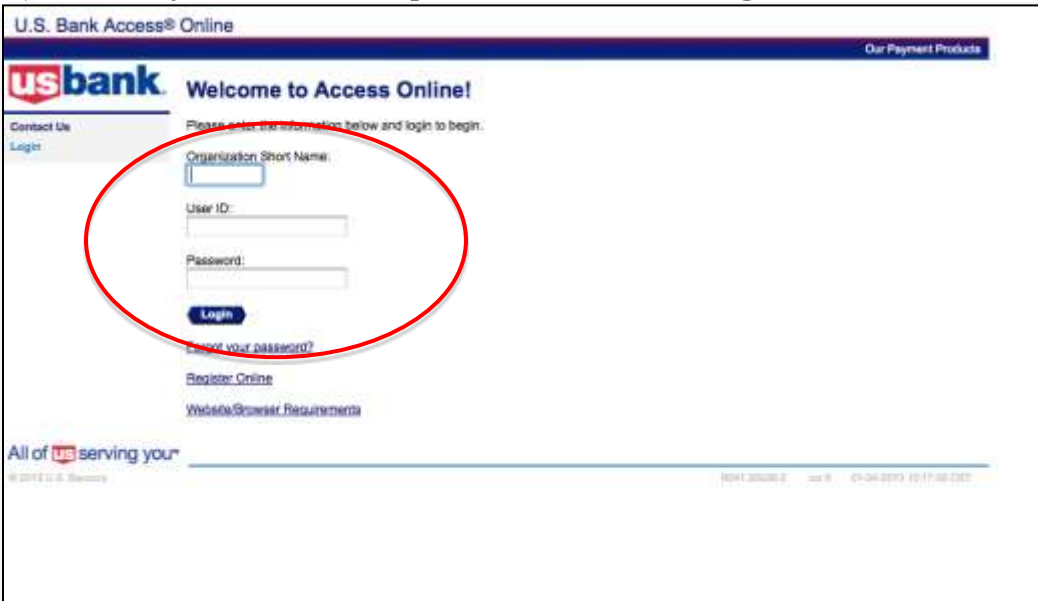 U.S. Bank Access® Online
Our Payment Products
usbank.
Welcome to Access Online!
Contact Us
Login
Please enter the information below and login to begin.
Organization Short Name:
User ID:
Password:
Login
Forgot your password?
Register Online
Website/Browser Requirements
All of us serving you